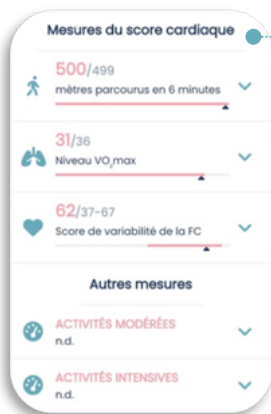 Mesures du score cardiaque
500/499
mètres parcourus en 6 minutes
31/36
Niveau VO₂max
62/37-67
Score de variabilité de la FC
Autres mesures
ACTIVITÉS MODÉRÉES
n.d.
ACTIVITÉS INTENSIVES
n.d.